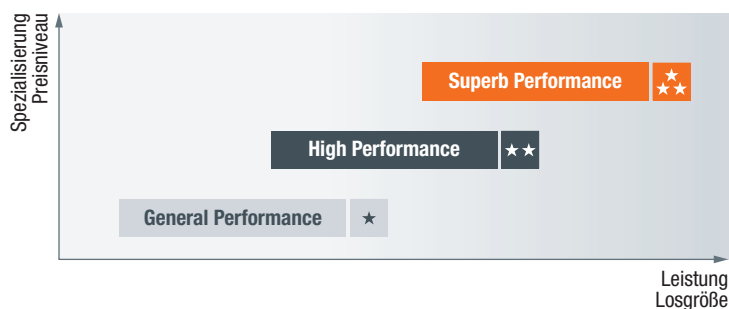 Spezialisierung
Preisniveau
Superb Performance
High Performance
General Performance
Leistung
Losgröße